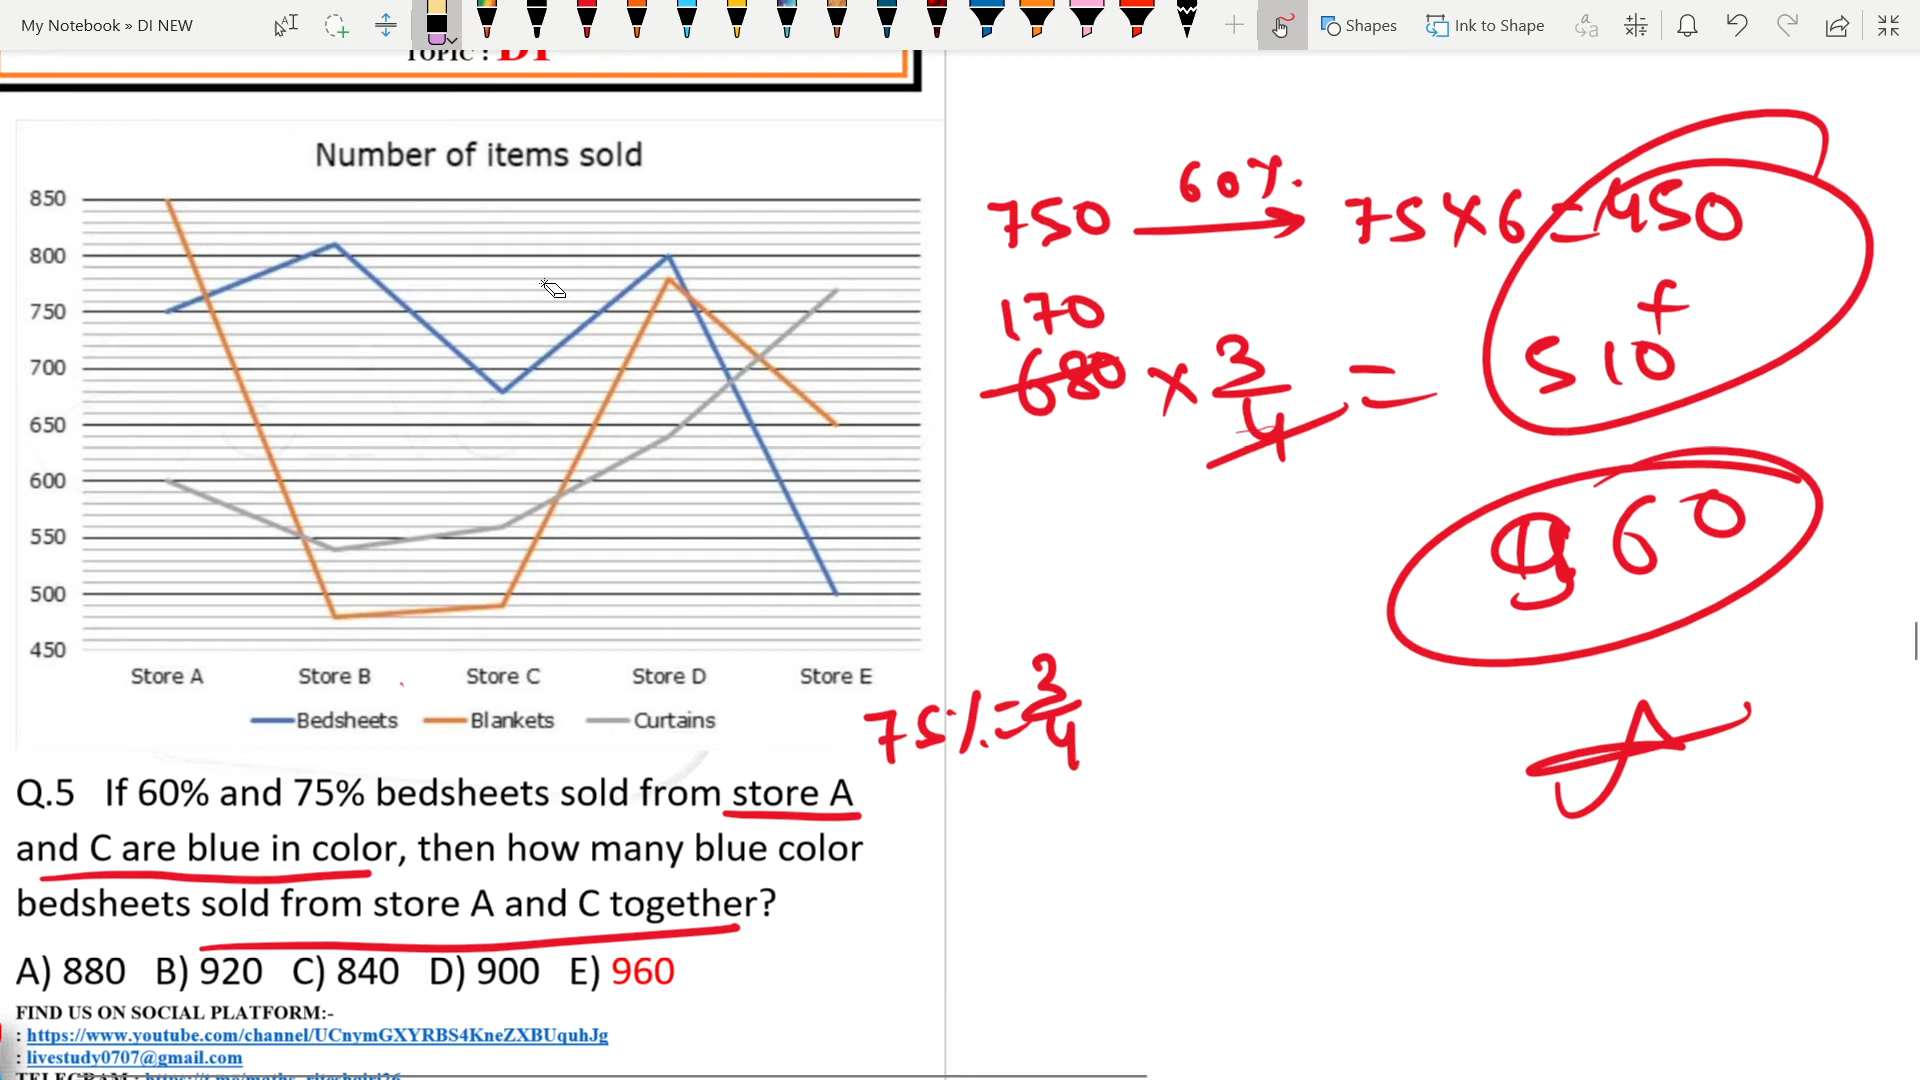 My Notebook » DI NEW
Shapes
Ink to Shape
TOPIC : DI
Number of items sold
850
800
750
700
650
600
550
500
450
Store A Store B Store C Store D Store E
Bedsheets Blankets Curtains
Q.5 If 60% and 75% bedsheets sold from store A
and C are blue in color, then how many blue color
bedsheets sold from store A and C together?
A) 880 B) 920 C) 840 D) 900 E) 960
FIND US ON SOCIAL PLATFORM:-
: https://www.youtube.com/channel/UCnymGXYRBS4KneZXBUquhJg
: livestudy0707@gmail.com
TELEGRAM : https://t.me/maths_riteshgiri26
60%.
750 → 75×6=450
170 +
680 × 3/4 = 510
960
75%.=3/4